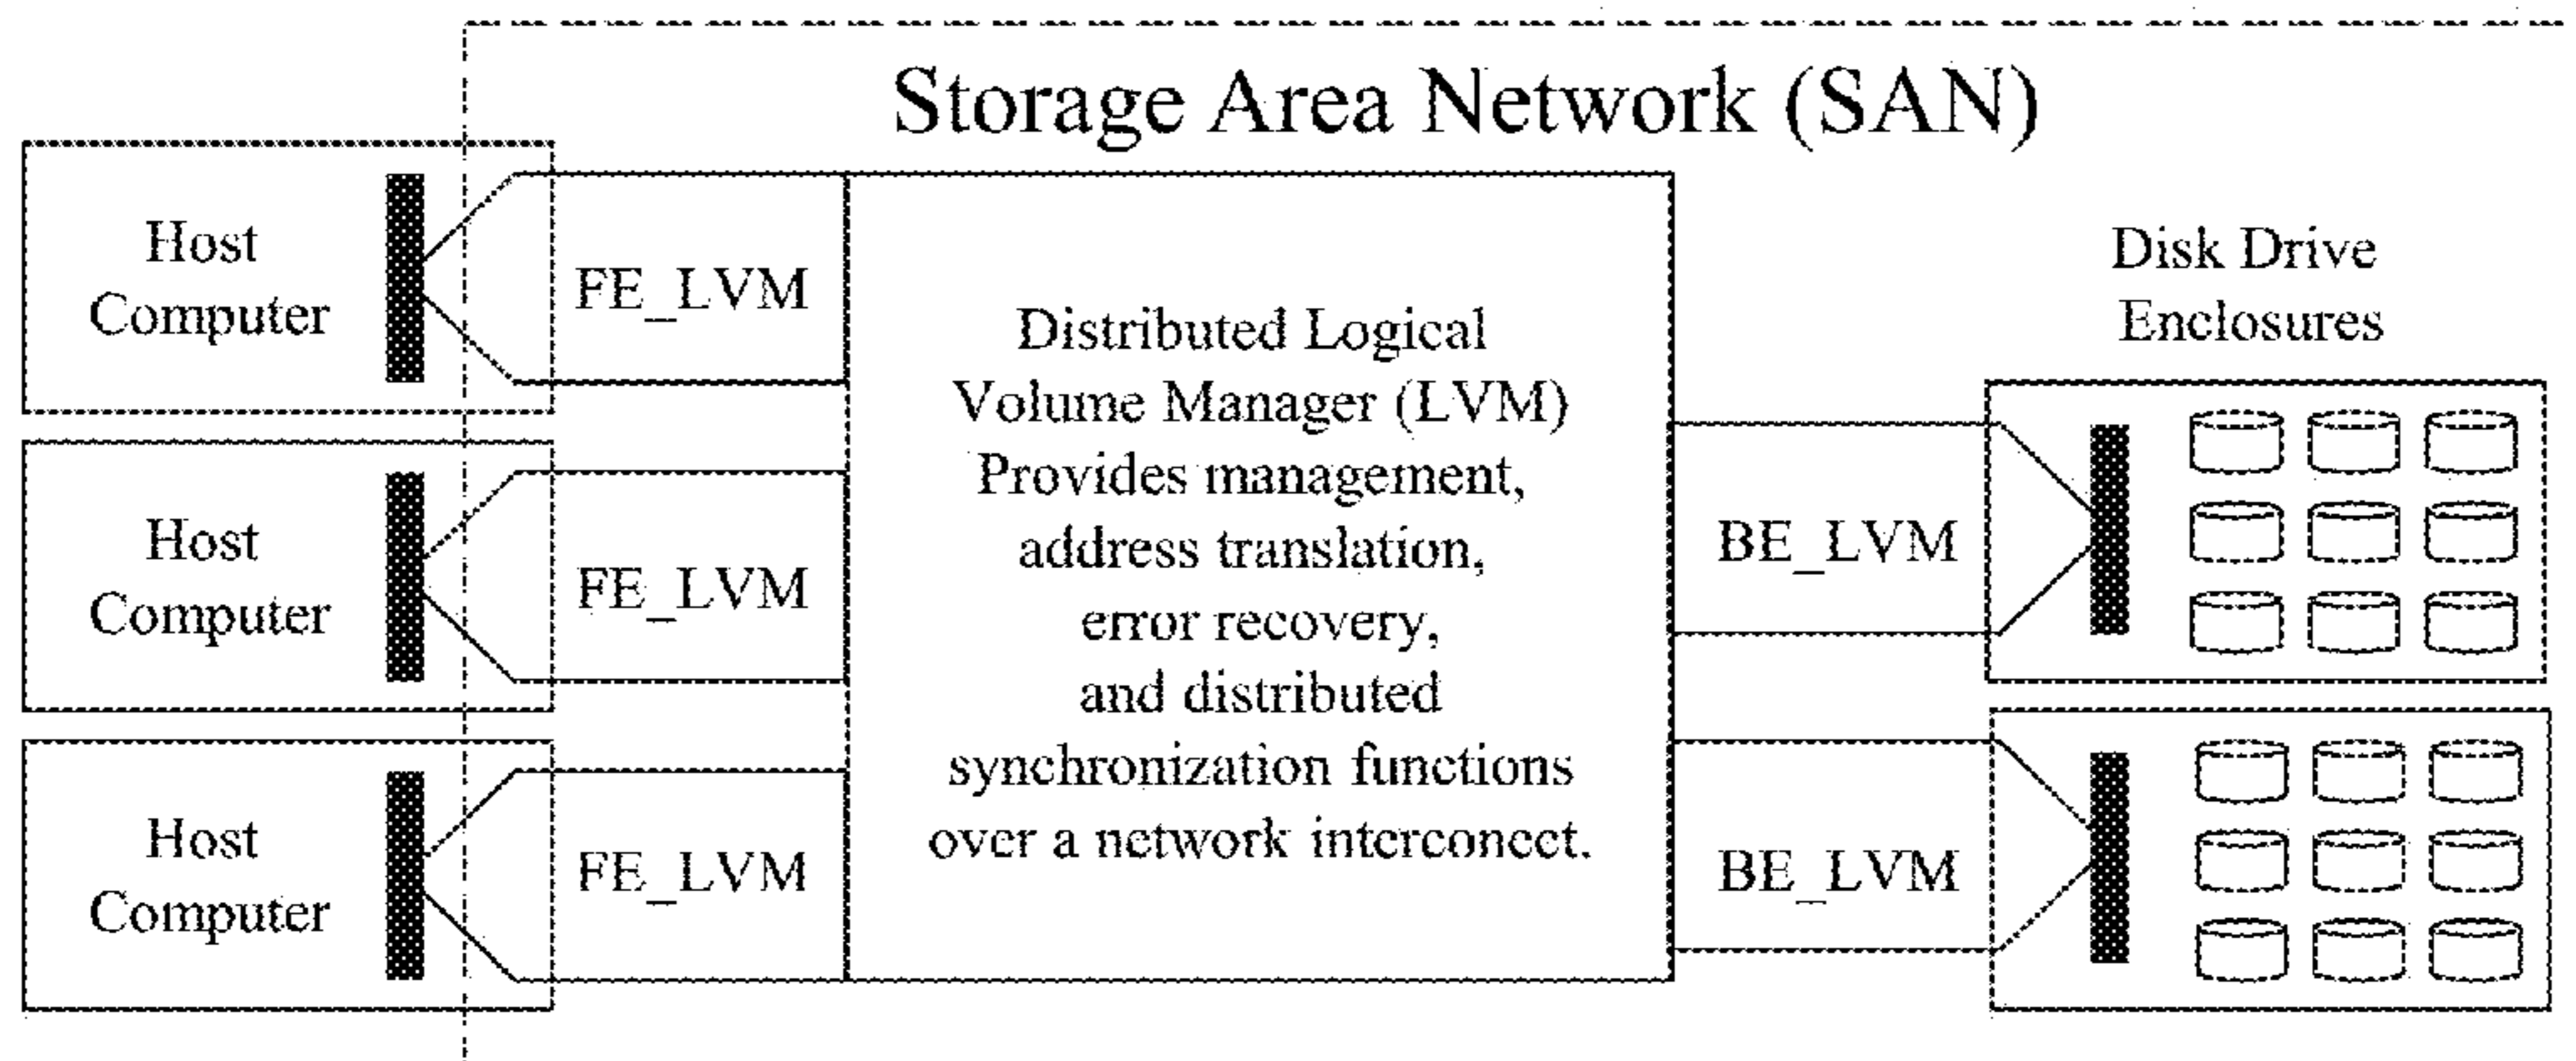 Storage Area Network (SAN)
Host
Computer
FE_LVM
Host
Computer
FE_LVM
Host
Computer
FE_LVM
Distributed Logical
Volume Manager (LVM)
Provides management,
address translation,
error recovery,
and distributed
synchronization functions
over a network interconect.
Disk Drive
Enclosures
BE_LVM
BE_LVM